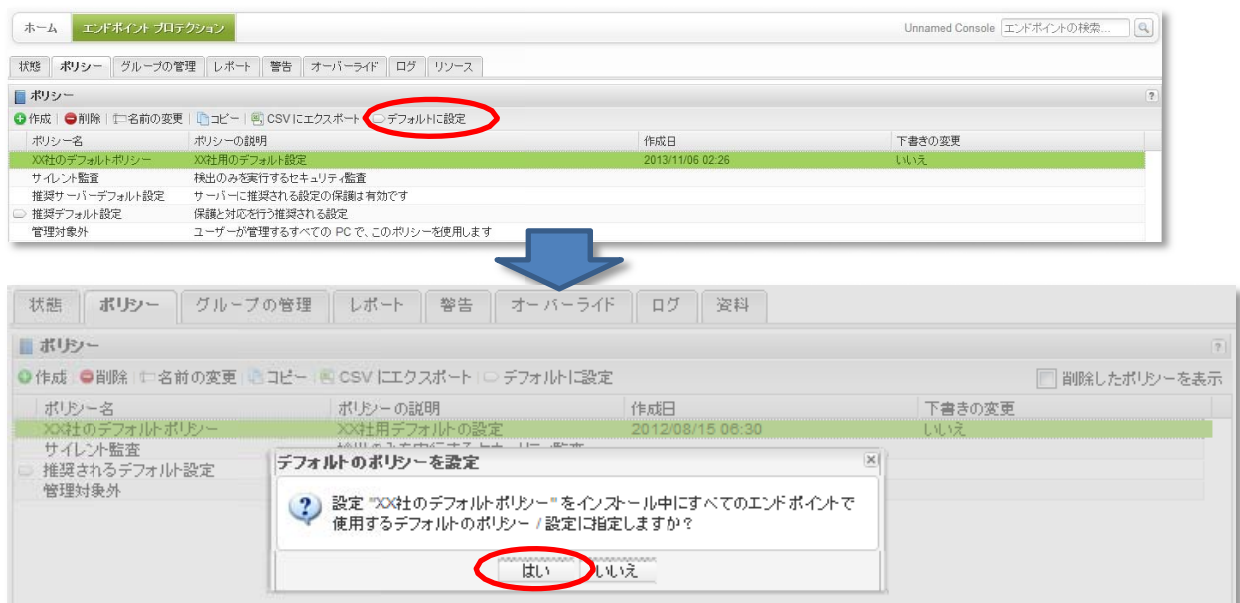 ホーム エンドポイント プロテクション Unnamed Console エンドポイントの検索...
状態 ポリシー グループの管理 レポート 警告 オーバーライド ログ リソース
ポリシー ?
作成 削除 名前の変更 コピー CSV にエクスポート デフォルトに設定
ポリシー名 ポリシーの説明 作成日 下書きの変更
XX社のデフォルトポリシー XX社用のデフォルト設定 2013/11/06 02:26 いいえ
サイレント監査 検出のみを実行するセキュリティ監査
推奨サーバーデフォルト設定 サーバーに推奨される設定の保護は有効です
推奨デフォルト設定 保護と対応を行う推奨される設定
管理対象外 ユーザーが管理するすべての PC で、このポリシーを使用します
状態 ポリシー グループの管理 レポート 警告 オーバーライド ログ 資料
ポリシー ?
作成 削除 名前の変更 コピー CSV にエクスポート デフォルトに設定 削除したポリシーを表示
ポリシー名 ポリシーの説明 作成日 下書きの変更
XX社のデフォルトポリシー XX社用デフォルトの設定 2012/08/15 06:30 いいえ
サイレント監査 検出のみを実行するセキュリティ監査
推奨されるデフォルト設定
管理対象外
デフォルトのポリシーを設定
設定 "XX社のデフォルトポリシー" をインストール中にすべてのエンドポイントで
使用するデフォルトのポリシー / 設定に指定しますか?
はい いいえ